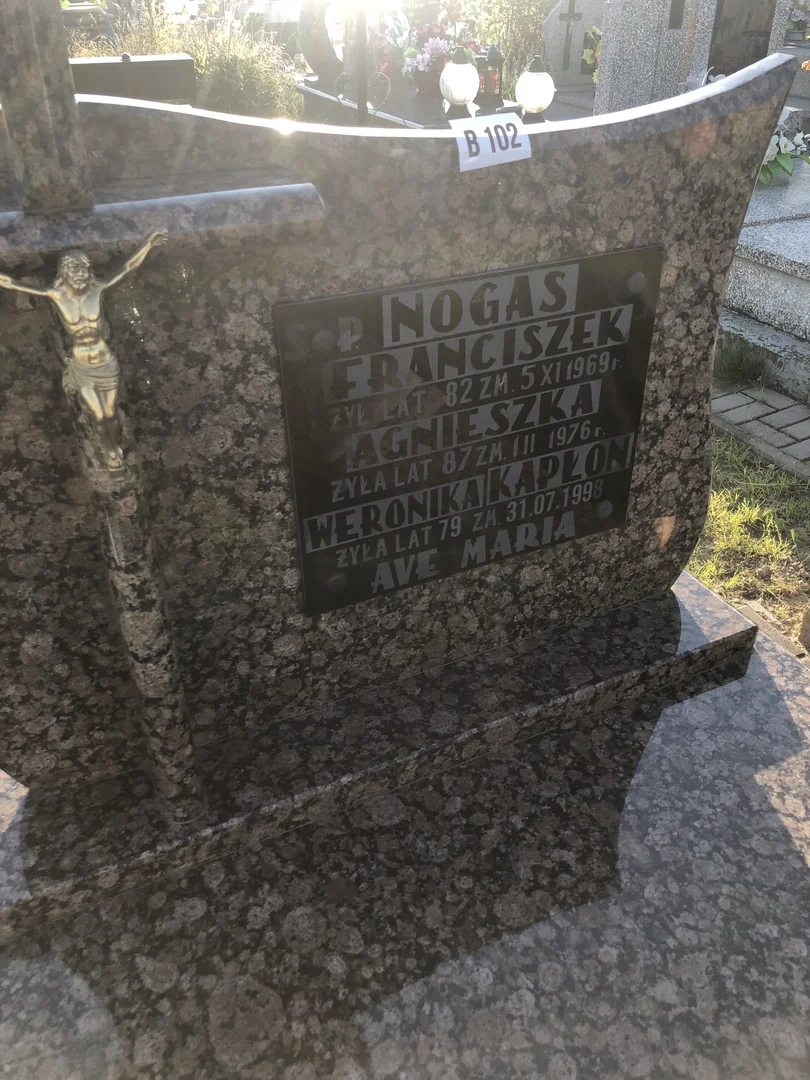 B 102
Ś.P. NOGAS
FRANCISZEK
ŻYŁ LAT 82 ZM. 5 XI 1969 r.
AGNIESZKA
ŻYŁA LAT 87 ZM. 1 II 1976 r.
WERONIKA KAPŁON
ŻYŁA LAT 79 ZM. 31.07.1998
AVE MARIA